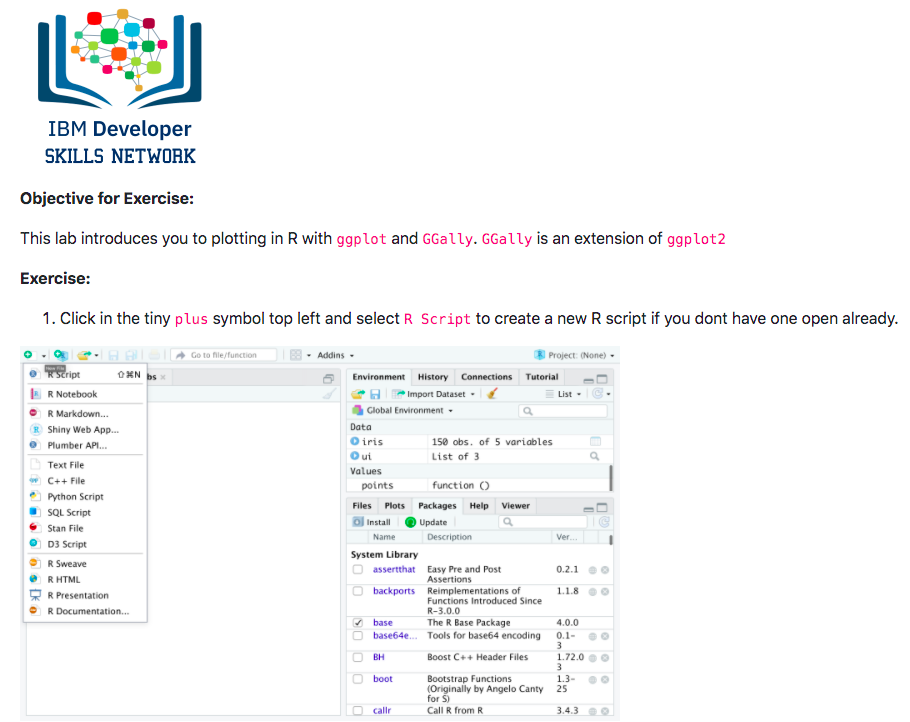 IBM Developer
SKILLS NETWORK
Objective for Exercise:
This lab introduces you to plotting in R with ggplot and GGally. GGally is an extension of ggplot2
Exercise:
1. Click in the tiny plus symbol top left and select R Script to create a new R script if you dont have one open already.
Go to file/function
Addins
Project: (None)
R Script ⇧⌘N
bs
R Notebook
R Markdown...
Shiny Web App...
Plumber API...
Text File
C++ File
Python Script
SQL Script
Stan File
D3 Script
R Sweave
R HTML
R Presentation
R Documentation...
Environment History Connections Tutorial
Import Dataset List
Global Environment
Data
iris 150 obs. of 5 variables
ui List of 3
Values
points function ()
Files Plots Packages Help Viewer
Install Update
Name Description Ver...
System Library
assertthat Easy Pre and Post 0.2.1
Assertions
backports Reimplementations of 1.1.8
Functions Introduced Since
R-3.0.0
base The R Base Package 4.0.0
base64e... Tools for base64 encoding 0.1-
3
BH Boost C++ Header Files 1.72.0
3
boot Bootstrap Functions 1.3-
(Originally by Angelo Canty 25
for S)
callr Call R from R 3.4.3